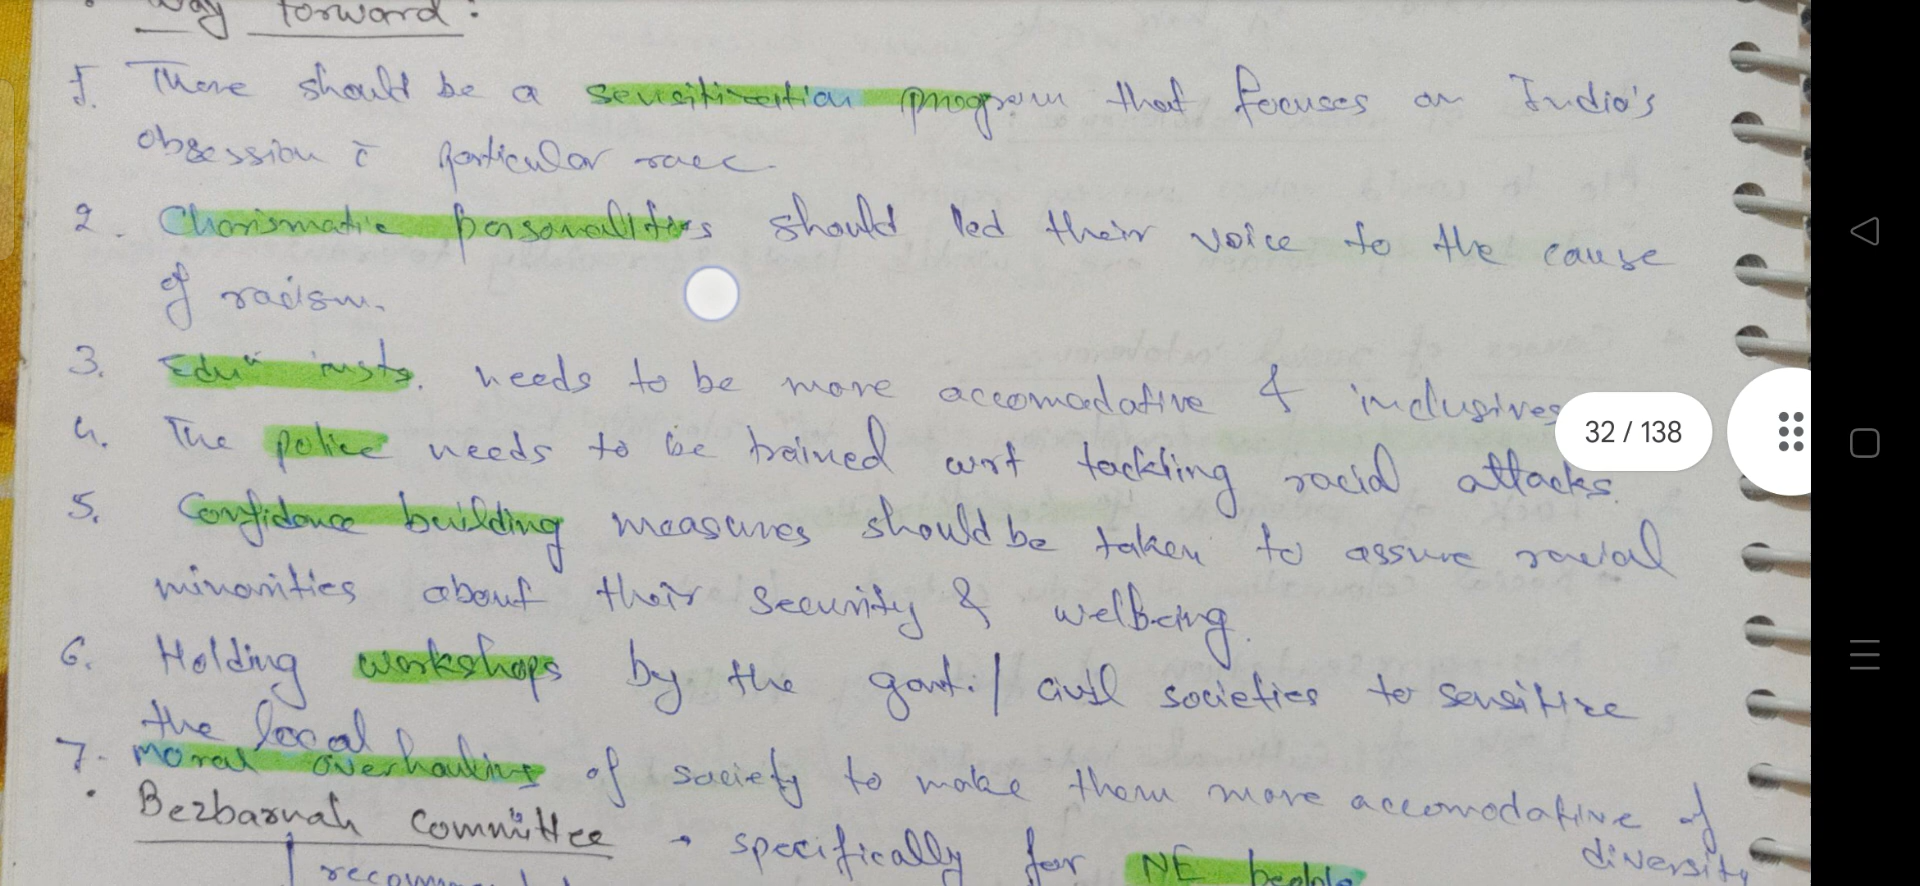 Way forward:
1. There should be a sensitization program that focuses on India's
obsession c̄ particular race.
2. Charismatic personalities should led their voice to the cause
of racism.
3. Eduⁿ insts. needs to be more accomodative & inclusives
4. The police needs to be trained wrt tackling racial attacks.
5. Confidence building measures should be taken to assure racial
minorities about their security & welbeing.
6. Holding workshops by the govt. / civil societies to sensitize
the local
7. Moral overhauling of society to make them more accomodative of
diversity
• Bezbaruah Committee → specifically for NE people
32 / 138